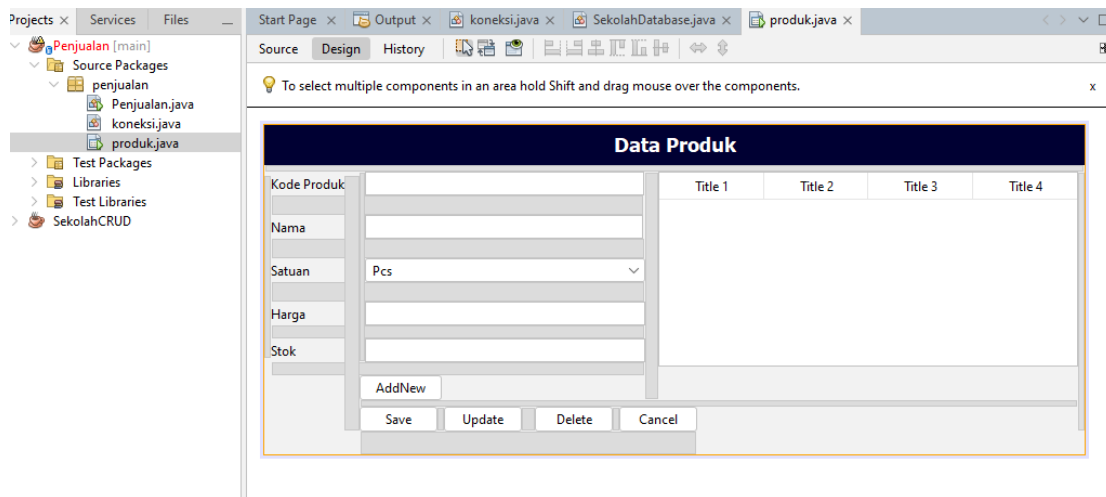 Projects × Services Files
Start Page × Output × koneksi.java × SekolahDatabase.java × produk.java ×
Penjualan [main]
Source Packages
penjualan
Penjualan.java
koneksi.java
produk.java
Test Packages
Libraries
Test Libraries
SekolahCRUD
Source Design History
To select multiple components in an area hold Shift and drag mouse over the components. x
Data Produk
Kode Produk
Nama
Satuan Pcs
Harga
Stok
Title 1 Title 2 Title 3 Title 4
AddNew
Save Update Delete Cancel